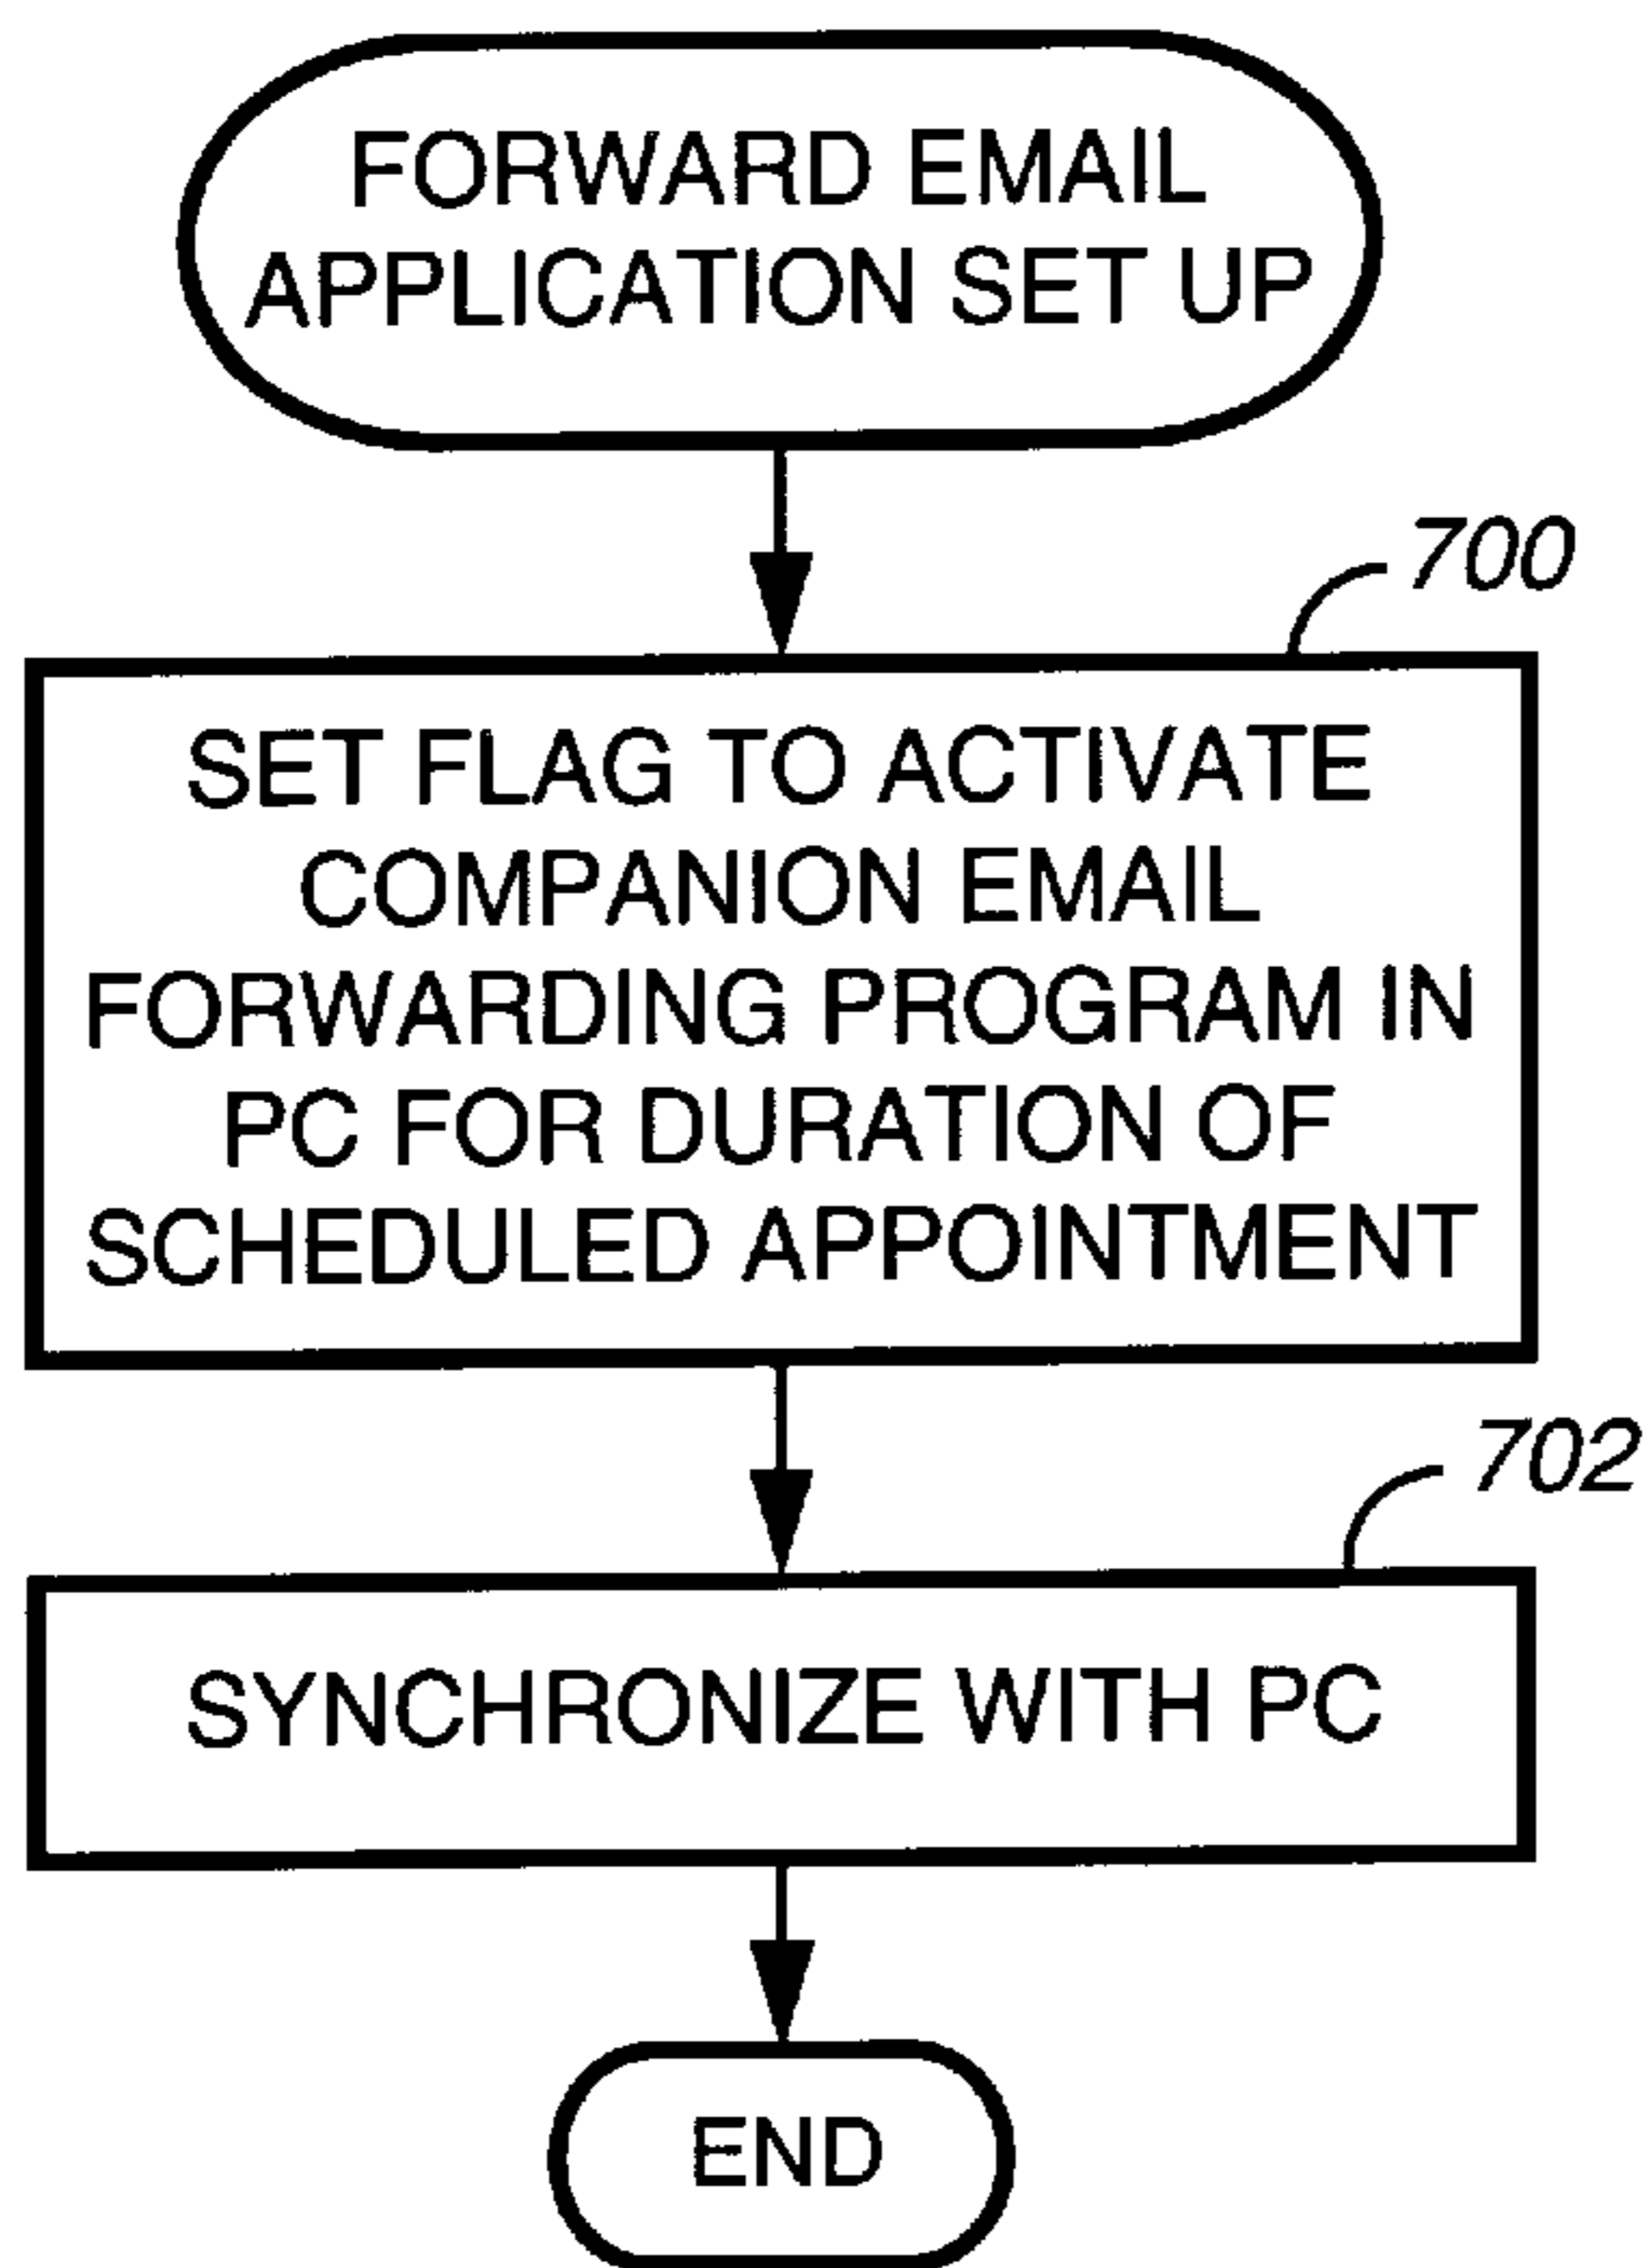 FORWARD EMAIL
APPLICATION SET UP
700
SET FLAG TO ACTIVATE
COMPANION EMAIL
FORWARDING PROGRAM IN
PC FOR DURATION OF
SCHEDULED APPOINTMENT
702
SYNCHRONIZE WITH PC
END